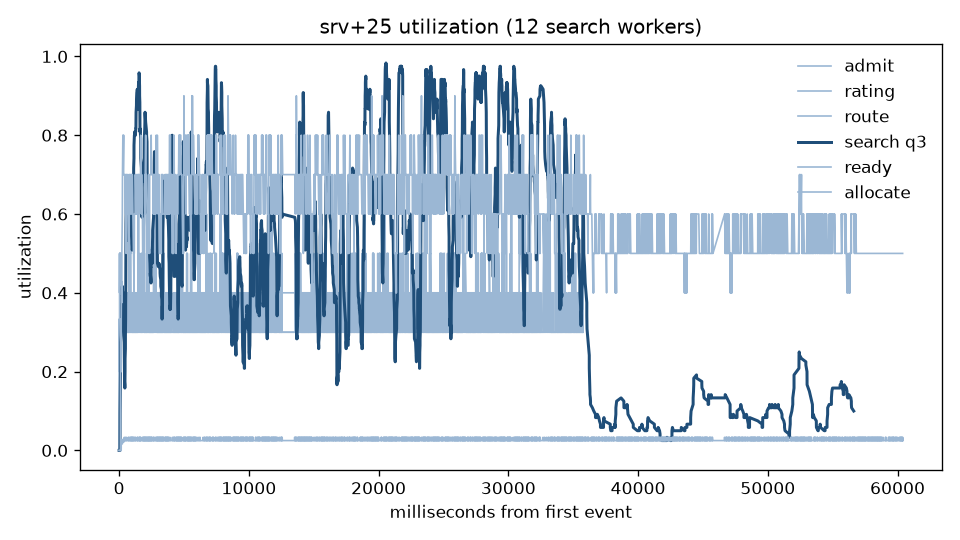 srv+25 utilization (12 search workers)
utilization
1.0
0.8
0.6
0.4
0.2
0.0
admit
rating
route
search q3
ready
allocate
0 10000 20000 30000 40000 50000 60000
milliseconds from first event